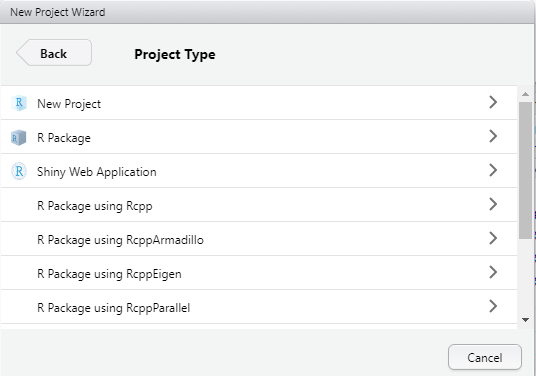 New Project Wizard
Back
Project Type
R New Project
R Package
R Shiny Web Application
R Package using Rcpp
R Package using RcppArmadillo
R Package using RcppEigen
R Package using RcppParallel
Cancel